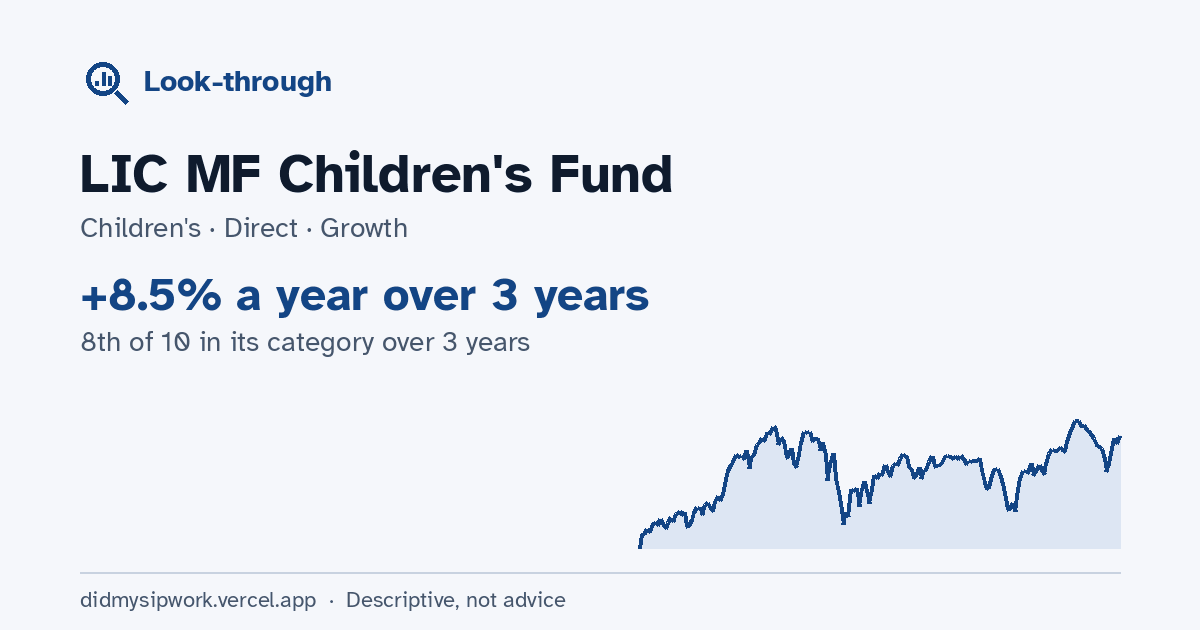 Look-through
LIC MF Children's Fund
Children's · Direct · Growth
+8.5% a year over 3 years
8th of 10 in its category over 3 years
didmysipwork.vercel.app · Descriptive, not advice